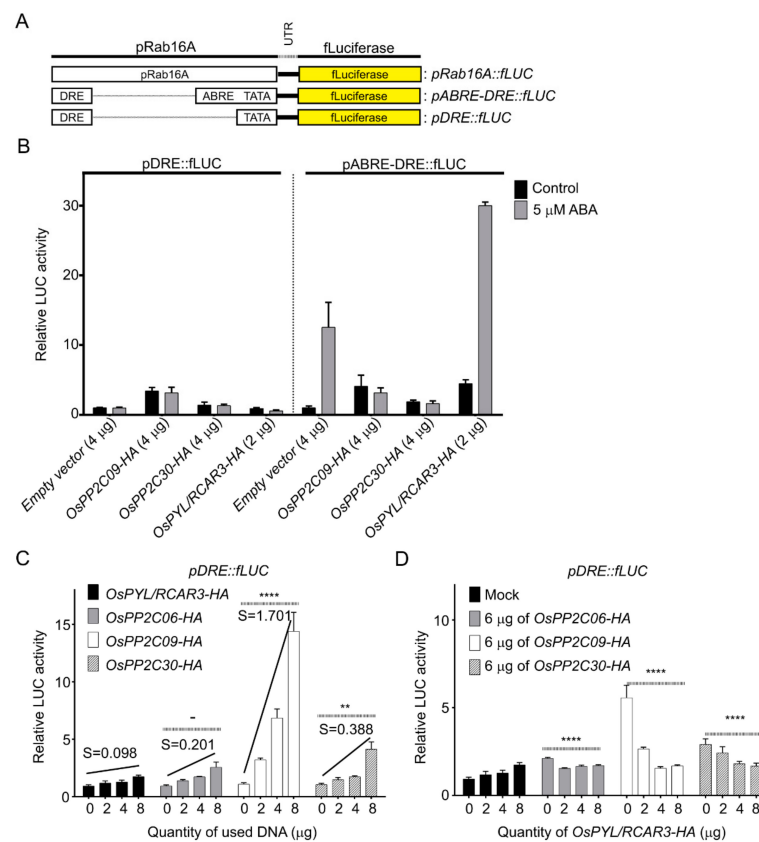 A
pRab16A
UTR
fLuciferase
pRab16A
fLuciferase
: pRab16A::fLUC
DRE
ABRE TATA
fLuciferase
: pABRE-DRE::fLUC
DRE
TATA
fLuciferase
: pDRE::fLUC
B
pDRE::fLUC
pABRE-DRE::fLUC
Control
5 μM ABA
Relative LUC activity
30
20
10
0
Empty vector (4 μg)
OsPP2C09-HA (4 μg)
OsPP2C30-HA (4 μg)
OsPYL/RCAR3-HA (2 μg)
Empty vector (4 μg)
OsPP2C09-HA (4 μg)
OsPP2C30-HA (4 μg)
OsPYL/RCAR3-HA (2 μg)
C
pDRE::fLUC
OsPYL/RCAR3-HA
OsPP2C06-HA
OsPP2C09-HA
OsPP2C30-HA
Relative LUC activity
15
10
5
0
S=0.098
-
S=0.201
****
S=1.701
**
S=0.388
0 2 4 8 0 2 4 8 0 2 4 8 0 2 4 8
Quantity of used DNA (μg)
D
pDRE::fLUC
Mock
6 μg of OsPP2C06-HA
6 μg of OsPP2C09-HA
6 μg of OsPP2C30-HA
Relative LUC activity
10
5
0
****
****
****
0 2 4 8 0 2 4 8 0 2 4 8 0 2 4 8
Quantity of OsPYL/RCAR3-HA (μg)